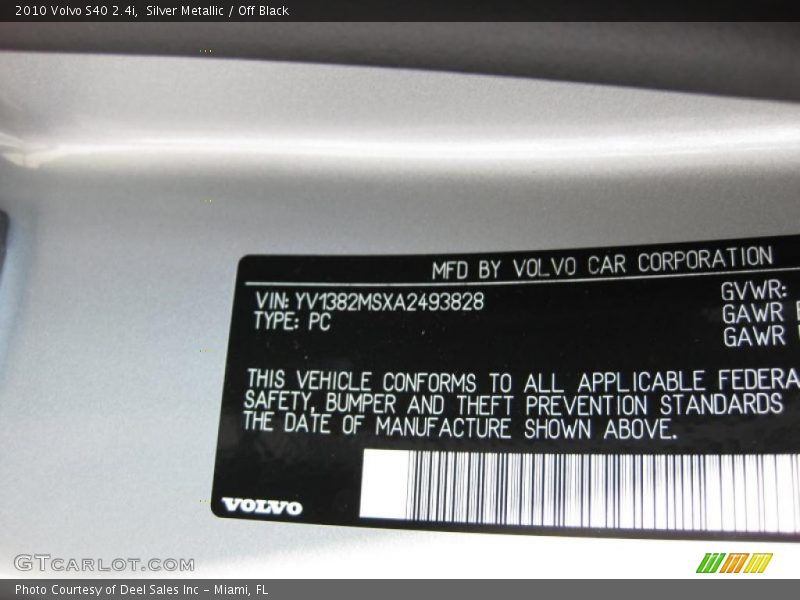 2010 Volvo S40 2.4i, Silver Metallic / Off Black
MFD BY VOLVO CAR CORPORATION
VIN: YV1382MSXA2493828
TYPE: PC
GVWR:
GAWR
GAWR
THIS VEHICLE CONFORMS TO ALL APPLICABLE FEDERA
SAFETY, BUMPER AND THEFT PREVENTION STANDARDS
THE DATE OF MANUFACTURE SHOWN ABOVE.
VOLVO
GTCARLOT.COM
Photo Courtesy of Deel Sales Inc - Miami, FL